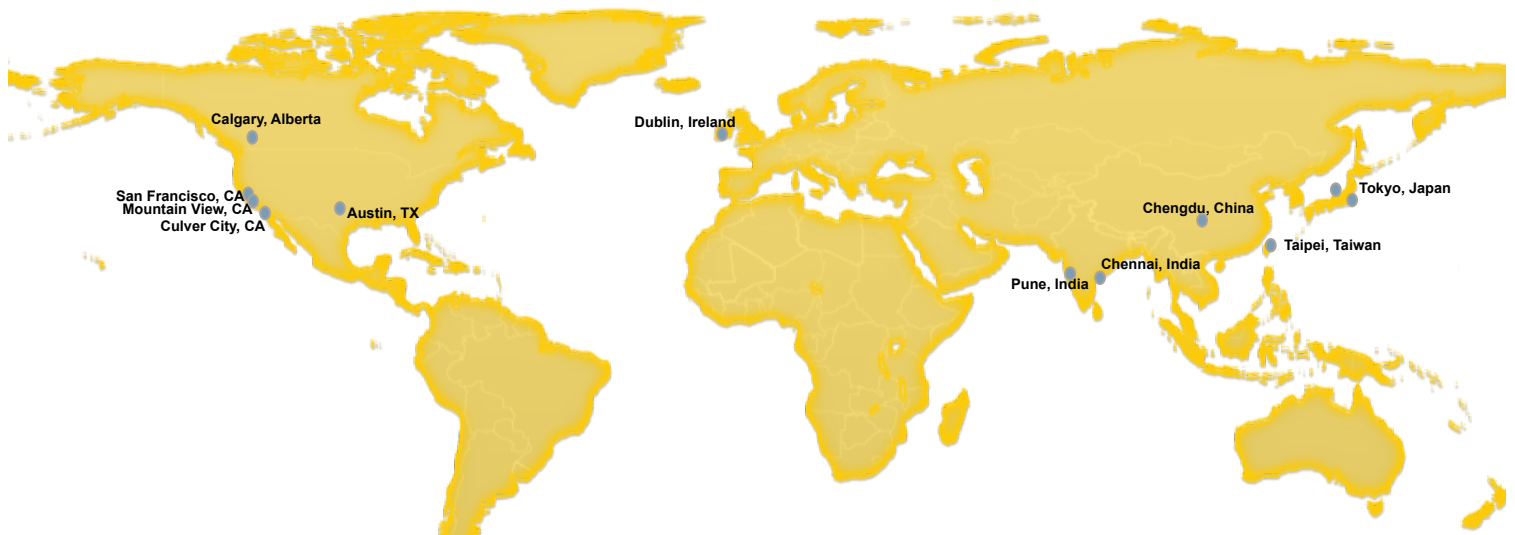 Calgary, Alberta
Dublin, Ireland
San Francisco, CA
Mountain View, CA
Culver City, CA
Austin, TX
Tokyo, Japan
Chengdu, China
Taipei, Taiwan
Chennai, India
Pune, India